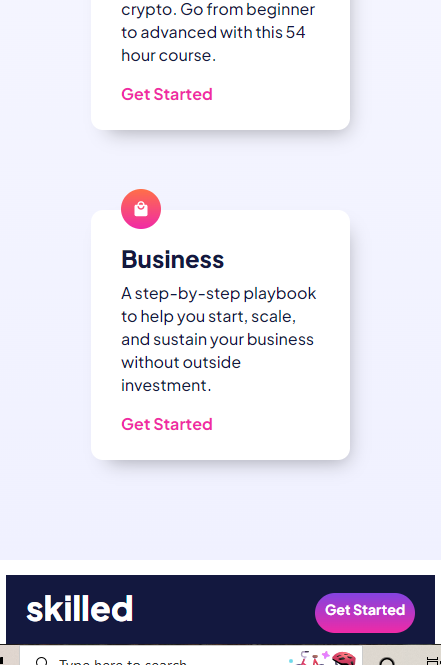 crypto. Go from beginner
to advanced with this 54
hour course.
Get Started
Business
A step-by-step playbook
to help you start, scale,
and sustain your business
without outside
investment.
Get Started
skilled
Get Started
Type here to search